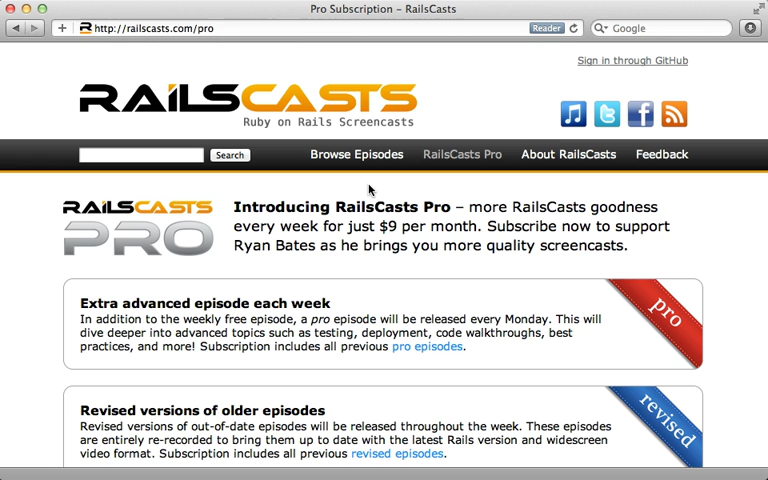 Pro Subscription – RailsCasts
http://railscasts.com/pro
Reader
Google
Sign in through GitHub
RAILSCASTS
Ruby on Rails Screencasts
Search
Browse Episodes
RailsCasts Pro
About RailsCasts
Feedback
RAILSCASTS
PRO
Introducing RailsCasts Pro – more RailsCasts goodness
every week for just $9 per month. Subscribe now to support
Ryan Bates as he brings you more quality screencasts.
Extra advanced episode each week
In addition to the weekly free episode, a pro episode will be released every Monday. This will
dive deeper into advanced topics such as testing, deployment, code walkthroughs, best
practices, and more! Subscription includes all previous pro episodes.
pro
Revised versions of older episodes
Revised versions of out-of-date episodes will be released throughout the week. These episodes
are entirely re-recorded to bring them up to date with the latest Rails version and widescreen
video format. Subscription includes all previous revised episodes.
revised